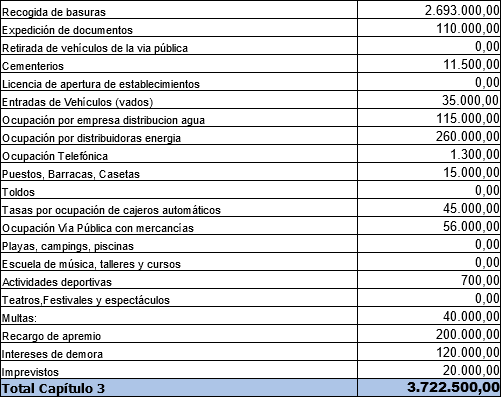 Recogida de basuras 2.693.000,00
Expedición de documentos 110.000,00
Retirada de vehículos de la via pública 0,00
Cementerios 11.500,00
Licencia de apertura de establecimientos 0,00
Entradas de Vehículos (vados) 35.000,00
Ocupación por empresa distribucion agua 115.000,00
Ocupación por distribuidoras energia 260.000,00
Ocupación Telefónica 1.300,00
Puestos, Barracas, Casetas 15.000,00
Toldos 0,00
Tasas por ocupación de cajeros automáticos 45.000,00
Ocupación Vía Pública con mercancías 56.000,00
Playas, campings, piscinas 0,00
Escuela de música, talleres y cursos 0,00
Actividades deportivas 700,00
Teatros,Festivales y espectáculos 0,00
Multas: 40.000,00
Recargo de apremio 200.000,00
Intereses de demora 120.000,00
Imprevistos 20.000,00
Total Capítulo 3 3.722.500,00